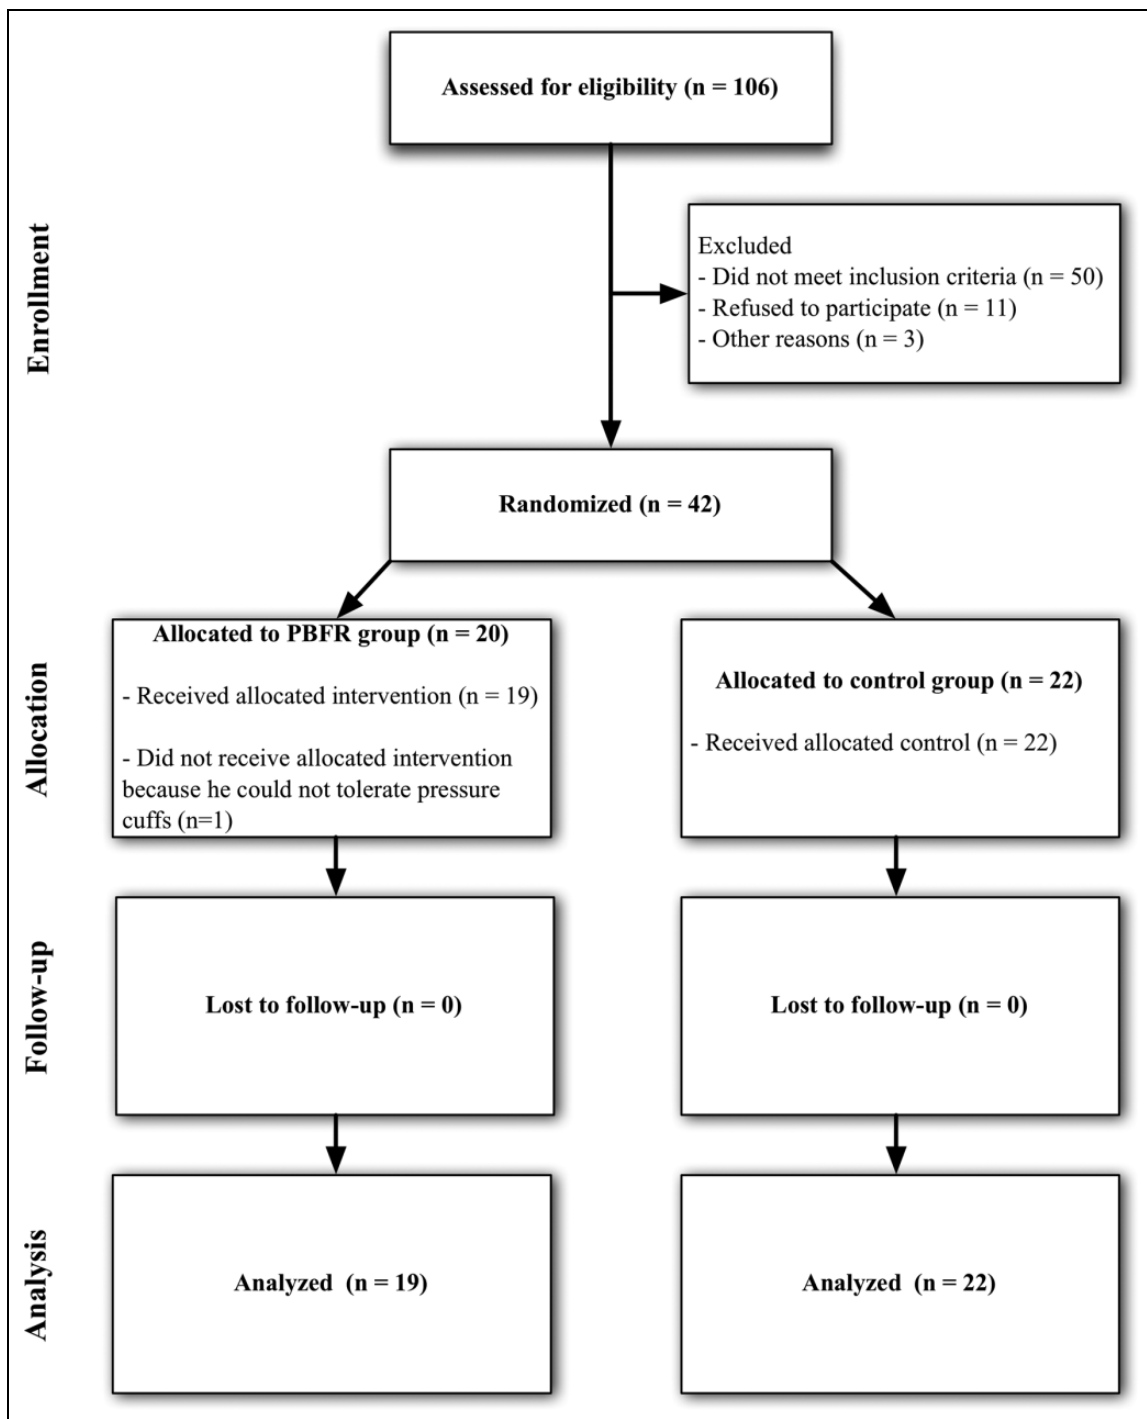 Enrollment
Assessed for eligibility (n = 106)
Excluded
- Did not meet inclusion criteria (n = 50)
- Refused to participate (n = 11)
- Other reasons (n = 3)
Randomized (n = 42)
Allocation
Allocated to PBFR group (n = 20)
- Received allocated intervention (n = 19)
- Did not receive allocated intervention
because he could not tolerate pressure
cuffs (n=1)
Allocated to control group (n = 22)
- Received allocated control (n = 22)
Follow-up
Lost to follow-up (n = 0)
Lost to follow-up (n = 0)
Analysis
Analyzed  (n = 19)
Analyzed  (n = 22)